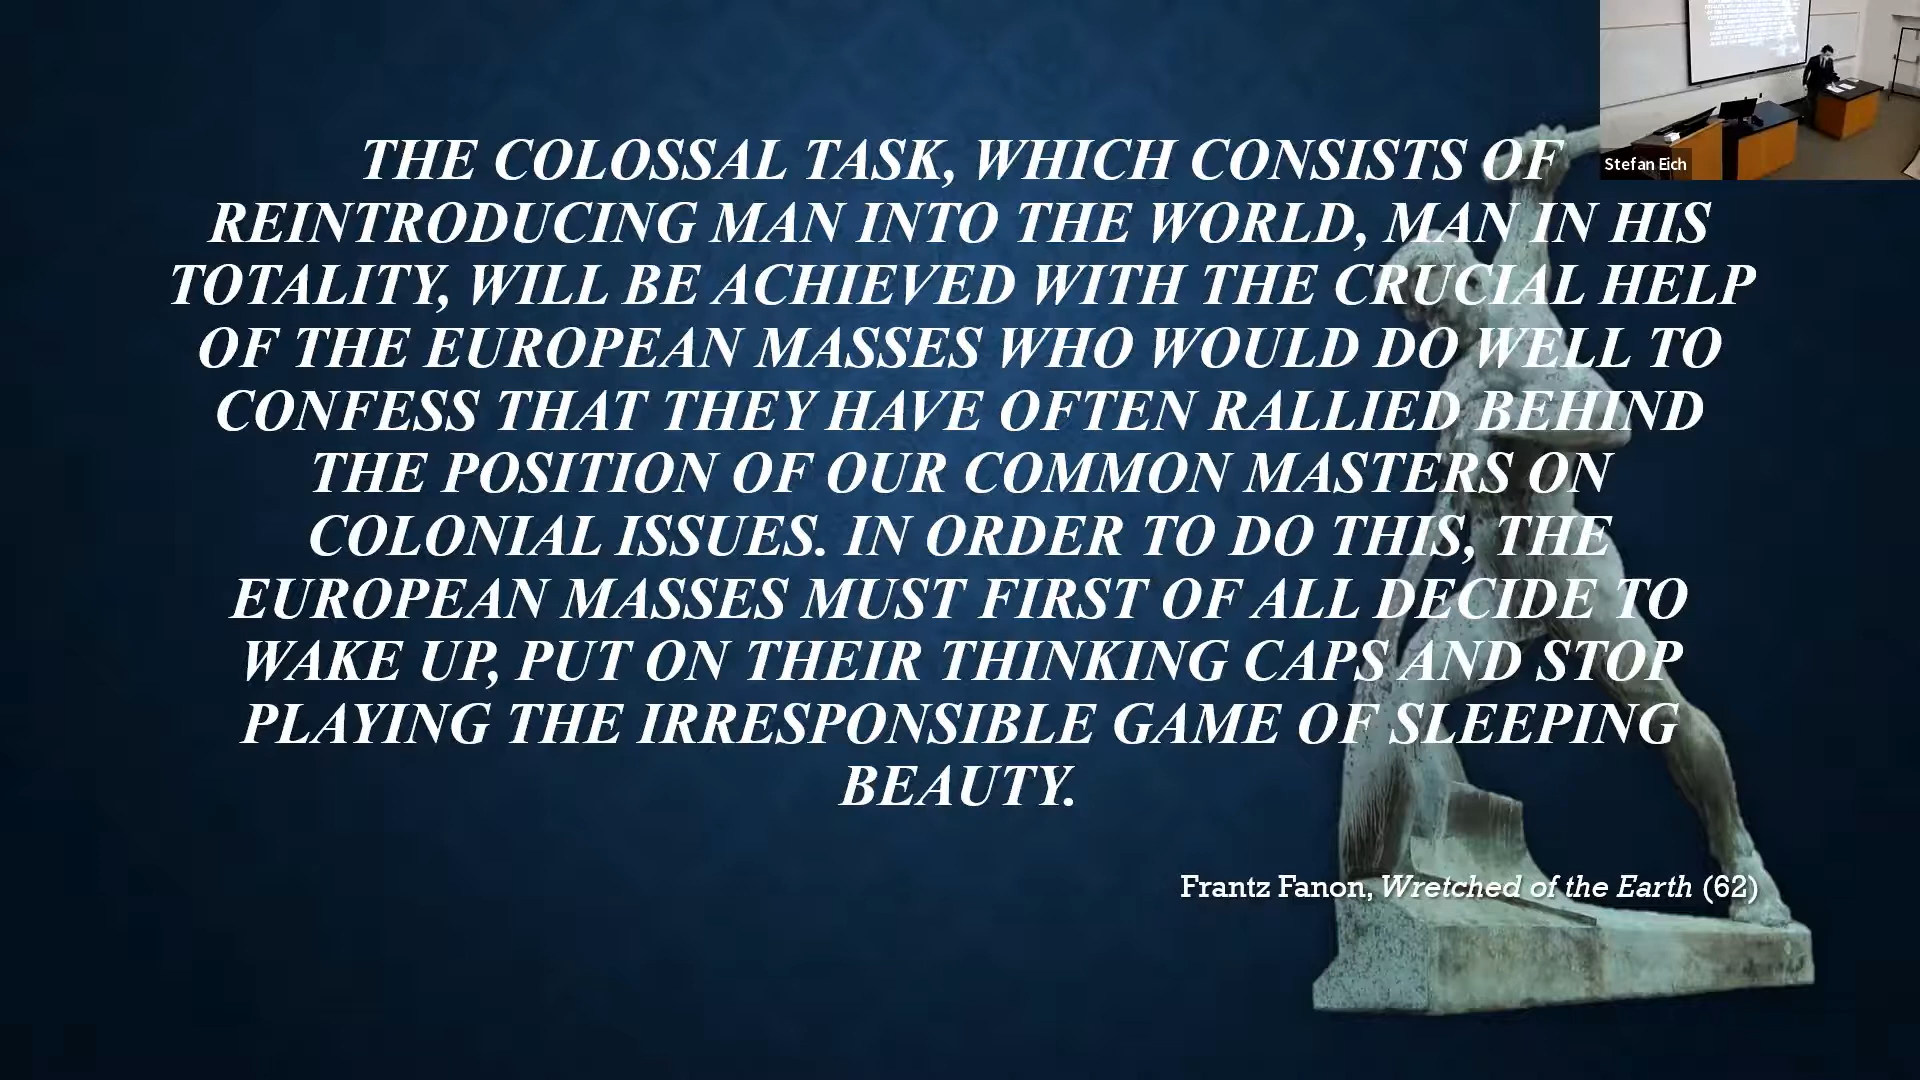 THE COLOSSAL TASK, WHICH CONSISTS OF
REINTRODUCING MAN INTO THE WORLD, MAN IN HIS
TOTALITY, WILL BE ACHIEVED WITH THE CRUCIAL HELP
OF THE EUROPEAN MASSES WHO WOULD DO WELL TO
CONFESS THAT THEY HAVE OFTEN RALLIED BEHIND
THE POSITION OF OUR COMMON MASTERS ON
COLONIAL ISSUES. IN ORDER TO DO THIS, THE
EUROPEAN MASSES MUST FIRST OF ALL DECIDE TO
WAKE UP, PUT ON THEIR THINKING CAPS AND STOP
PLAYING THE IRRESPONSIBLE GAME OF SLEEPING
BEAUTY.
Frantz Fanon, Wretched of the Earth (62)
Stefan Eich